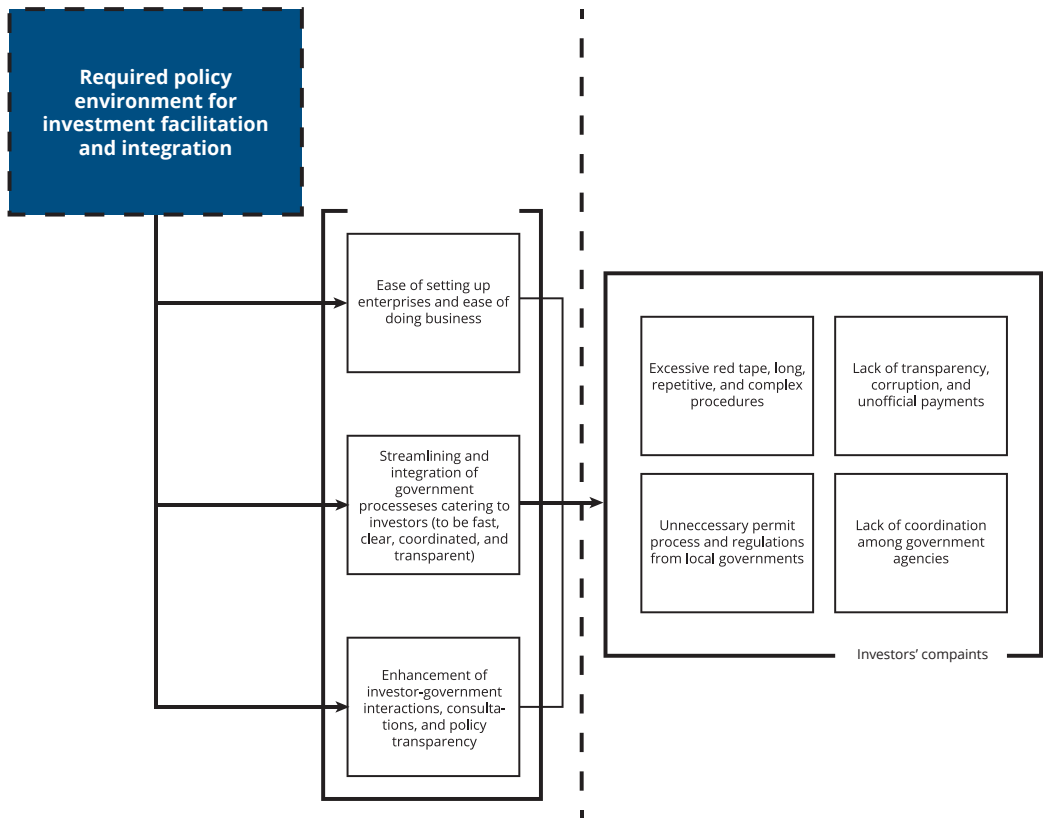 Required policy
environment for
investment facilitation
and integration
Ease of setting up
enterprises and ease of
doing business
Streamlining and
integration of
government
processeses catering to
investors (to be fast,
clear, coordinated, and
transparent)
Enhancement of
investor-government
interactions, consulta-
tions, and policy
transparency
Excessive red tape, long,
repetitive, and complex
procedures
Lack of transparency,
corruption, and
unofficial payments
Unneccessary permit
process and regulations
from local governments
Lack of coordination
among government
agencies
Investors’ compaints